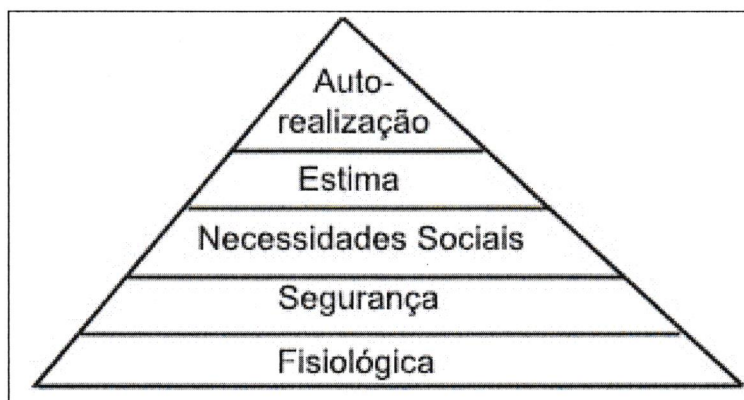 Auto-
realização
Estima
Necessidades Sociais
Segurança
Fisiológica